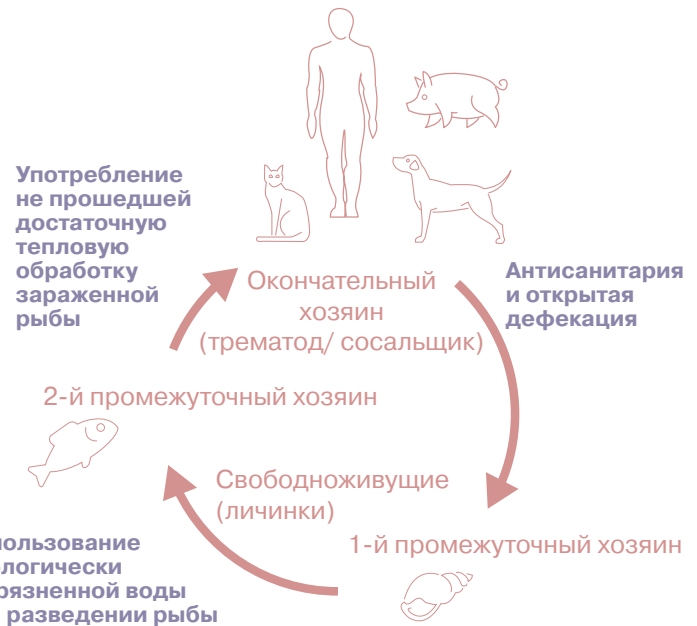 Употребление
не прошедшей
достаточную
тепловую
обработку
зараженной
рыбы
Окончательный
хозяин
(трематод/ сосальщик)
Антисанитария
и открытая
дефекация
2-й промежуточный хозяин
Свободноживущие
(личинки)
1-й промежуточный хозяин
воды
разведении рыбы